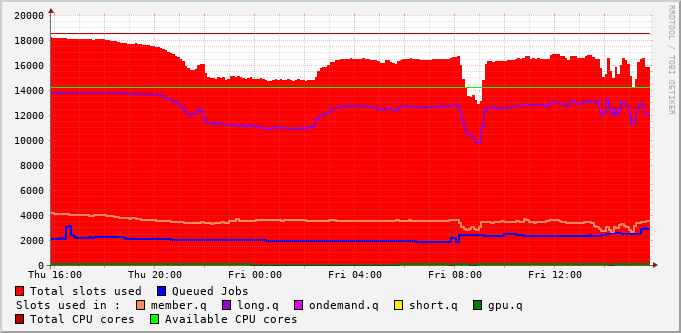 20000
18000
16000
14000
12000
10000
8000
6000
4000
2000
0
Thu 16:00 Thu 20:00 Fri 00:00 Fri 04:00 Fri 08:00 Fri 12:00
Total slots used Queued Jobs
Slots used in : member.q long.q ondemand.q short.q gpu.q
Total CPU cores Available CPU cores
RRDTOOL / TOBI OETIKER